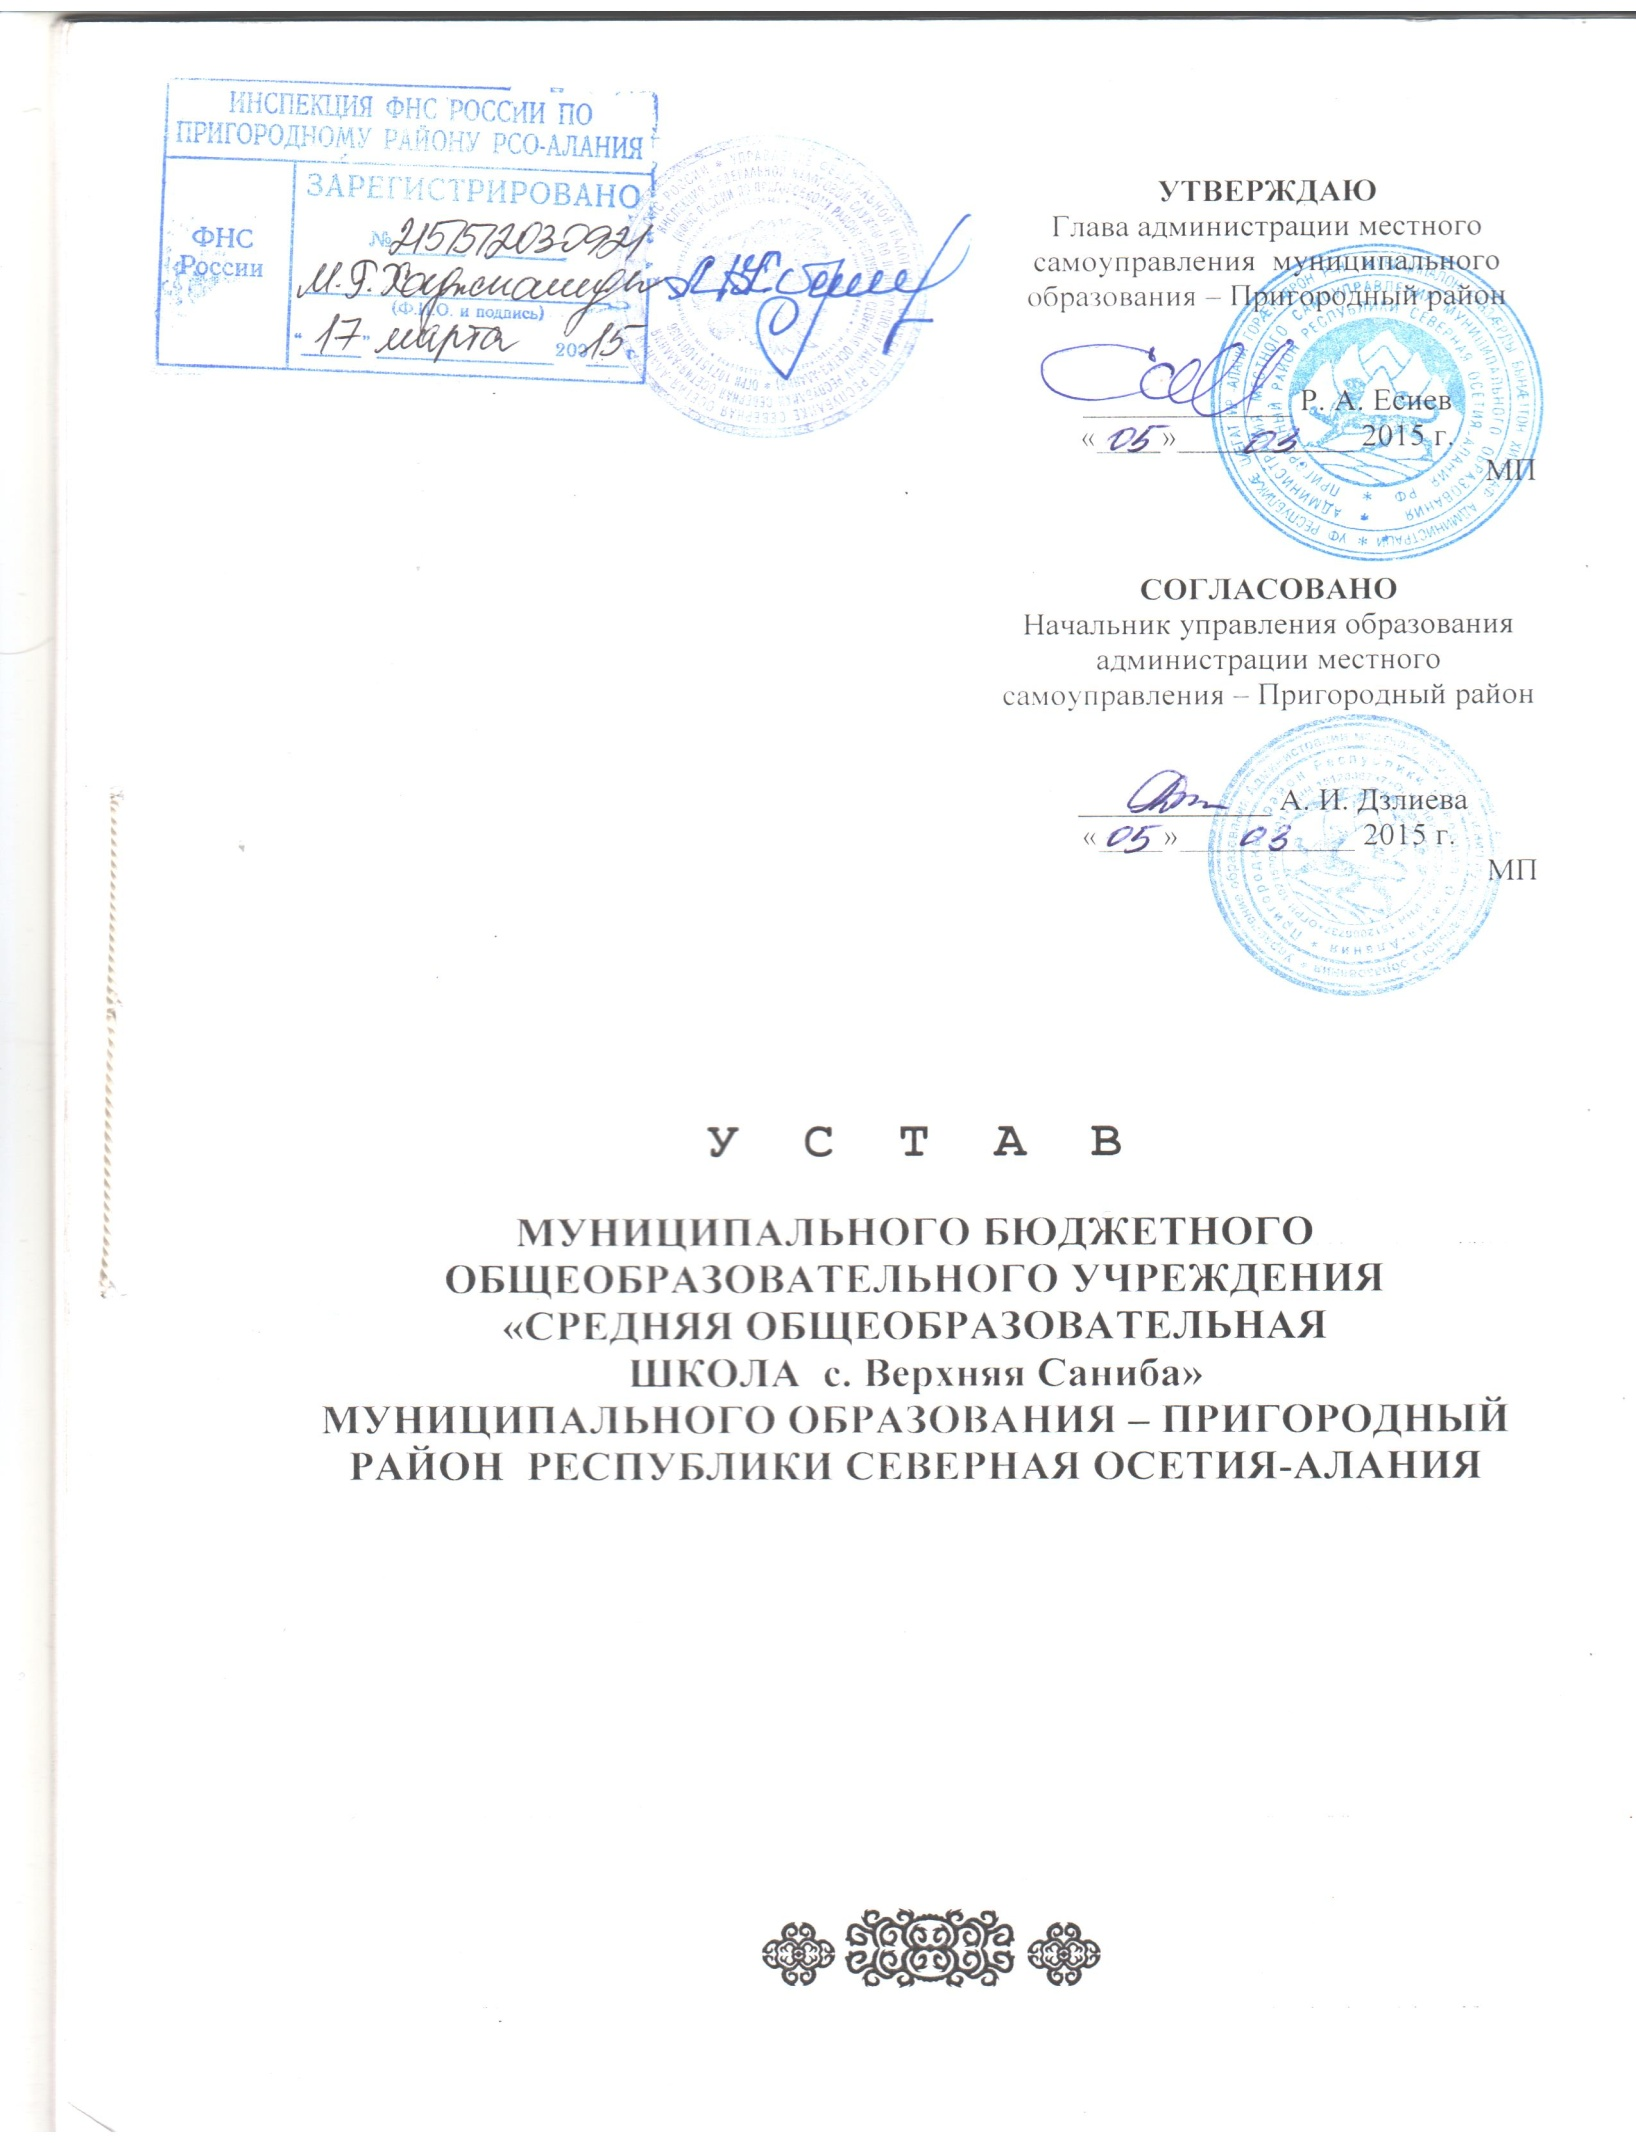 ИНСПЕКЦИЯ ФНС РОССИИ ПО
ПРИГОРОДНОМУ РАЙОНУ РСО-АЛАНИЯ
ФНС
России
ЗАРЕГИСТРИРОВАНО
№
М. Г.
(Ф.И.О. и подпись)
"17" марта 2015 г.
УТВЕРЖДАЮ
Глава администрации местного
самоуправления муниципального
образования – Пригородный район
Р. А. Есиев
«05» 03 2015 г.
МП
СОГЛАСОВАНО
Начальник управления образования
администрации местного
самоуправления – Пригородный район
А. И. Дзлиева
«05» 03 2015 г.
МП
У С Т А В
МУНИЦИПАЛЬНОГО БЮДЖЕТНОГО
ОБЩЕОБРАЗОВАТЕЛЬНОГО УЧРЕЖДЕНИЯ
«СРЕДНЯЯ ОБЩЕОБРАЗОВАТЕЛЬНАЯ
ШКОЛА с. Верхняя Саниба»
МУНИЦИПАЛЬНОГО ОБРАЗОВАНИЯ – ПРИГОРОДНЫЙ
РАЙОН РЕСПУБЛИКИ СЕВЕРНАЯ ОСЕТИЯ-АЛАНИЯ